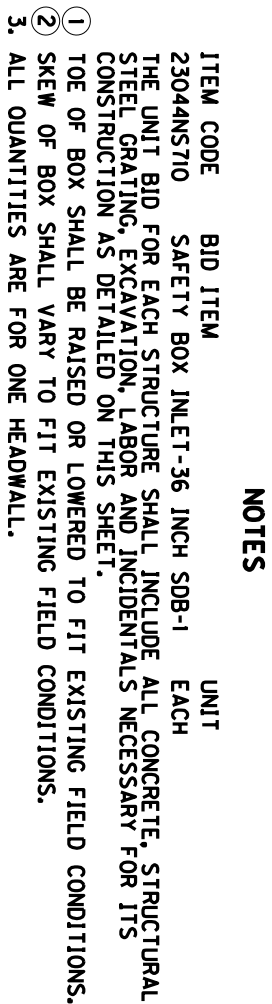 NOTES
ITEM CODE BID ITEM UNIT
23044NS710 SAFETY BOX INLET-36 INCH SDB-1 EACH
THE UNIT BID FOR EACH STRUCTURE SHALL INCLUDE ALL CONCRETE, STRUCTURAL
STEEL GRATING, EXCAVATION, LABOR AND INCIDENTALS NECESSARY FOR ITS
CONSTRUCTION AS DETAILED ON THIS SHEET.
① TOE OF BOX SHALL BE RAISED OR LOWERED TO FIT EXISTING FIELD CONDITIONS.
② SKEW OF BOX SHALL VARY TO FIT EXISTING FIELD CONDITIONS.
3. ALL QUANTITIES ARE FOR ONE HEADWALL.